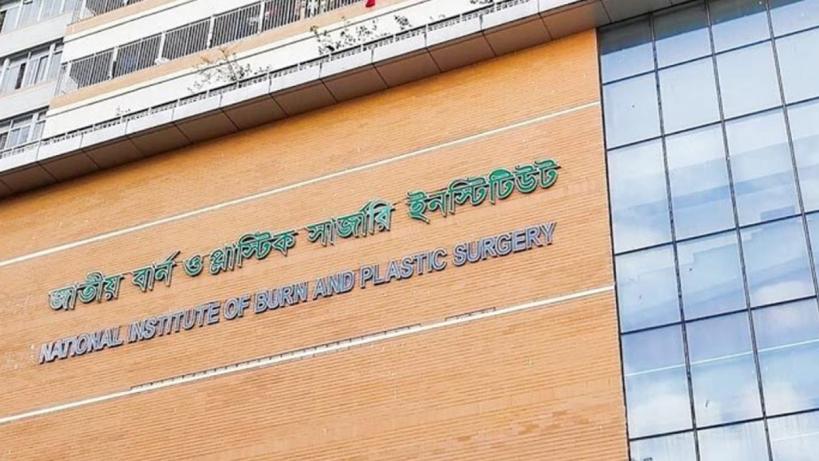 জাতীয় বার্ন ও প্লাস্টিক সার্জারি ইনস্টিটিউট
NATIONAL INSTITUTE OF BURN AND PLASTIC SURGERY